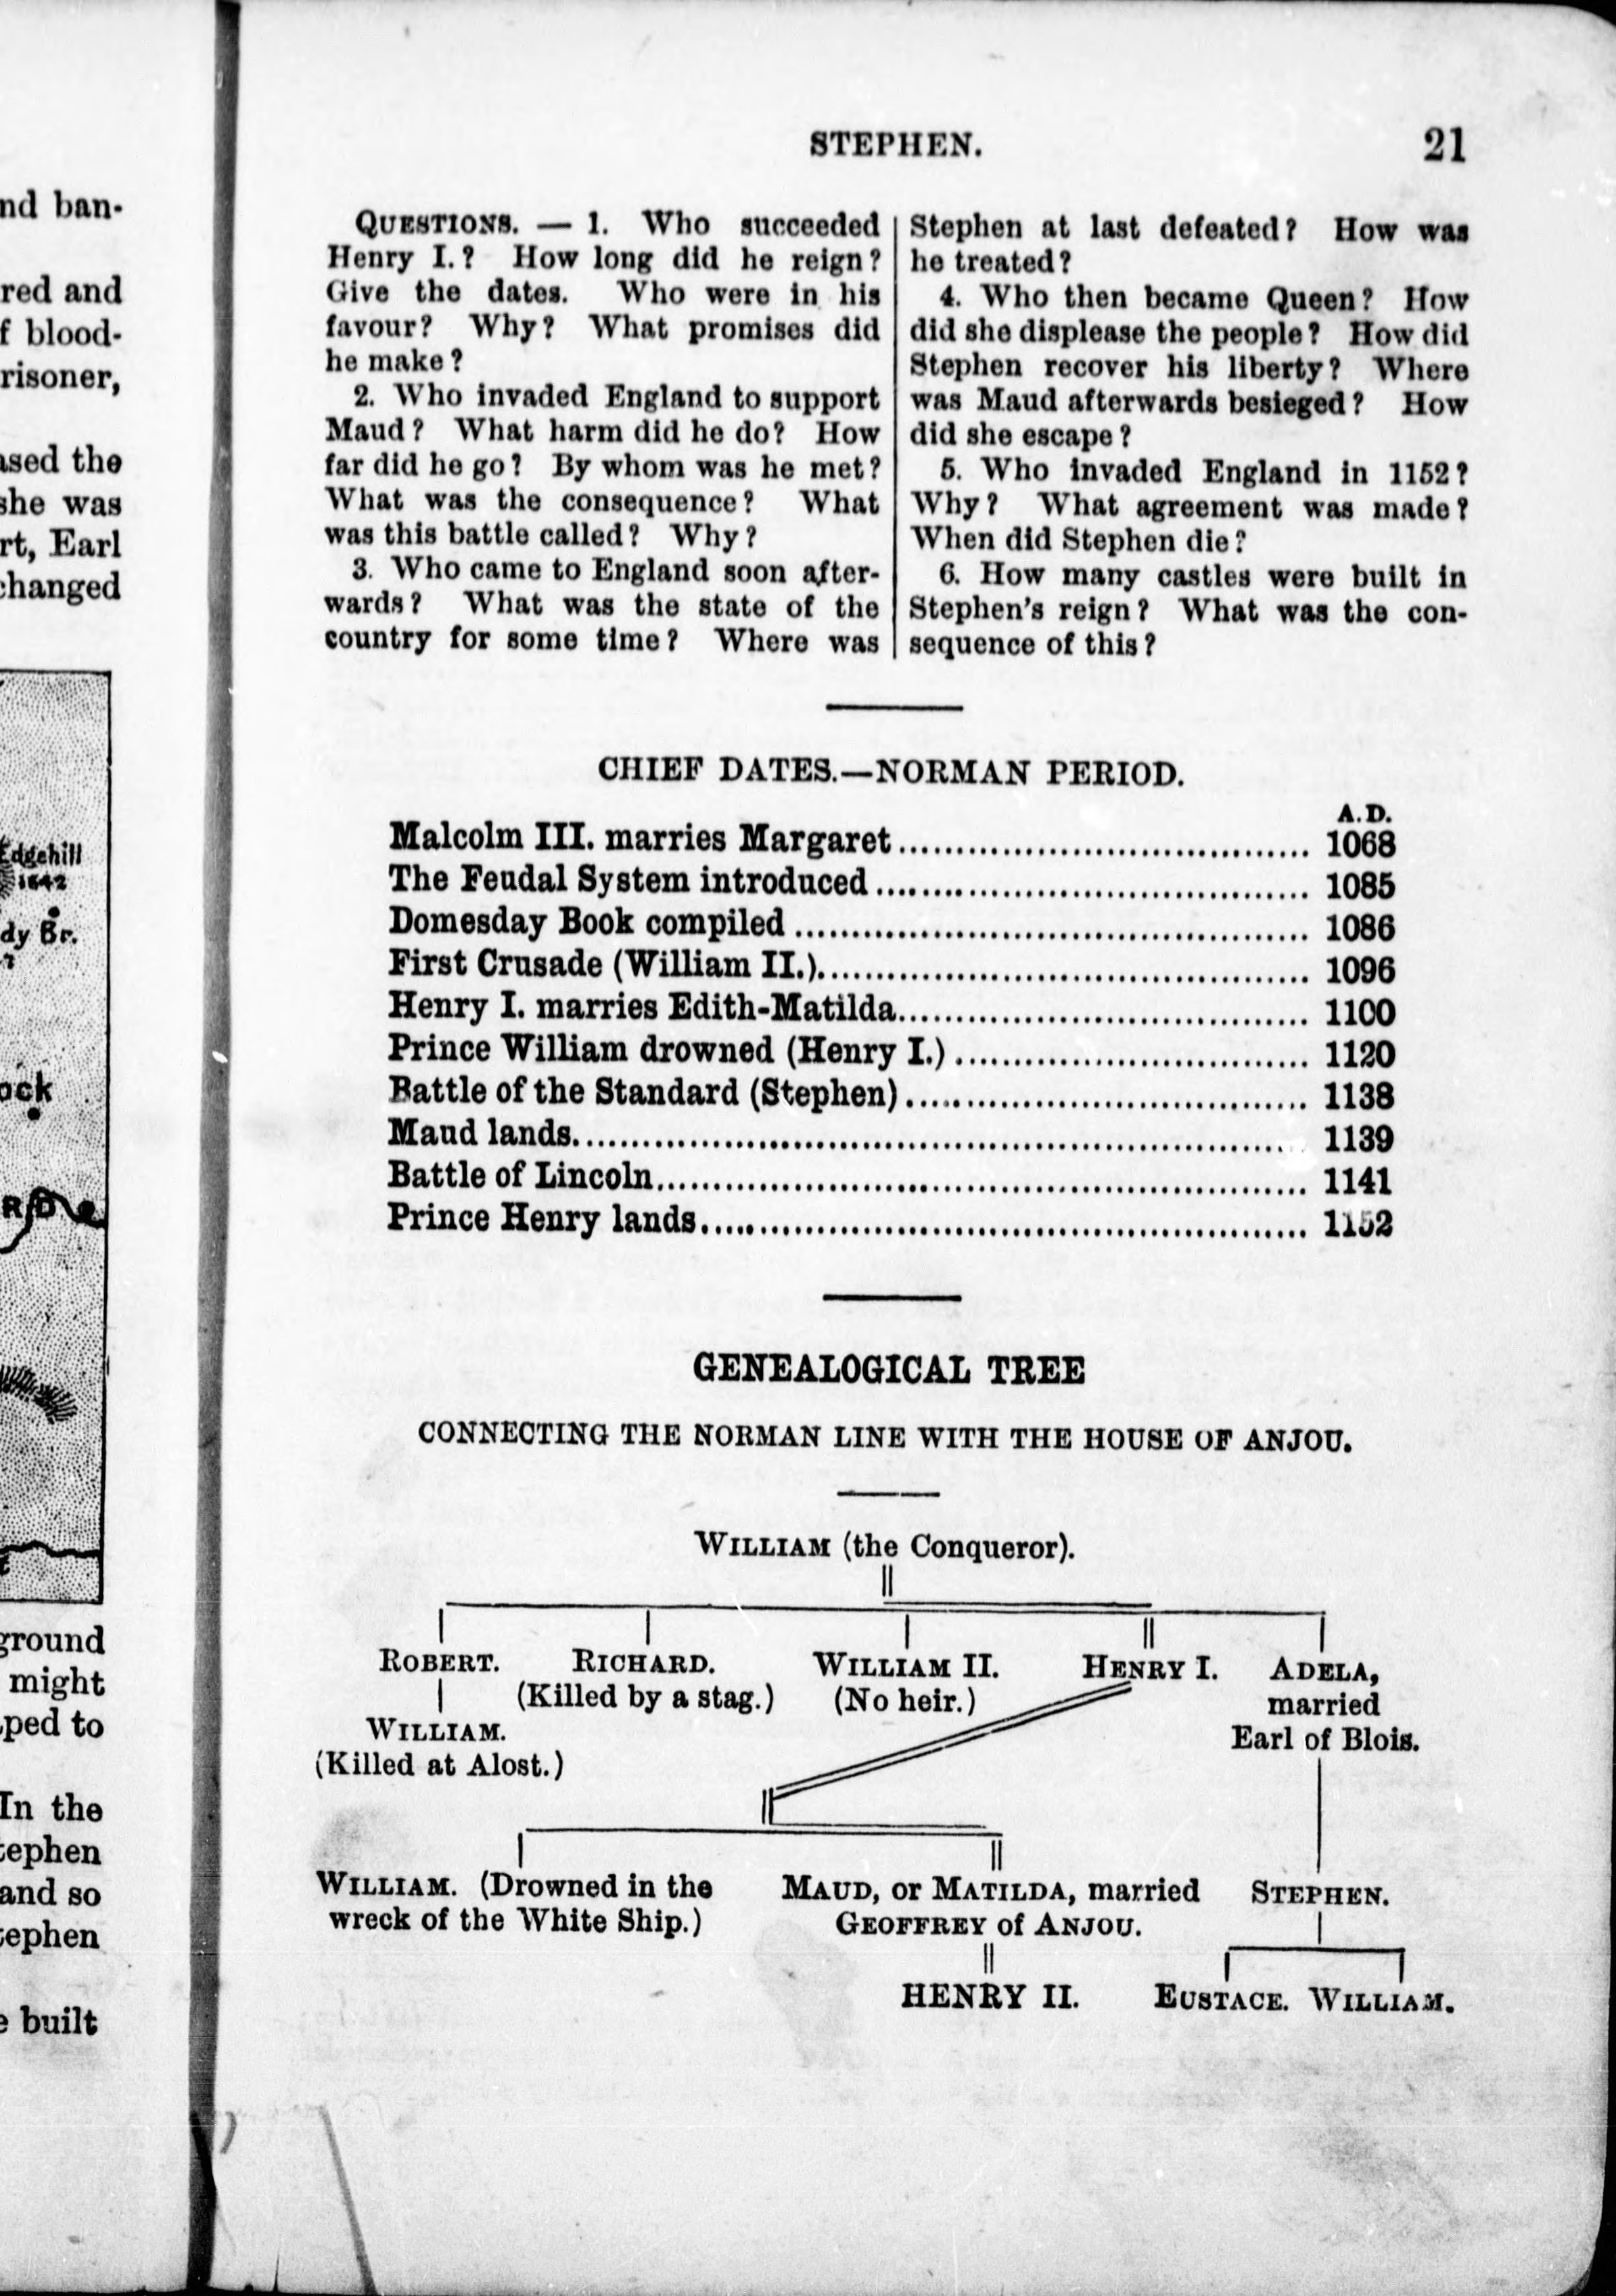 nd ban-
red and
f blood-
risoner,
ased the
she was
rt, Earl
changed
Edgehill
1642
dy Br.
ock
RD
ground
might
ped to
In the
tephen
and so
tephen
built
STEPHEN.
21
QUESTIONS. — 1. Who succeeded
Henry I.? How long did he reign?
Give the dates. Who were in his
favour? Why? What promises did
he make?
2. Who invaded England to support
Maud? What harm did he do? How
far did he go? By whom was he met?
What was the consequence? What
was this battle called? Why?
3. Who came to England soon after-
wards? What was the state of the
country for some time? Where was
Stephen at last defeated? How was
he treated?
4. Who then became Queen? How
did she displease the people? How did
Stephen recover his liberty? Where
was Maud afterwards besieged? How
did she escape?
5. Who invaded England in 1152?
Why? What agreement was made?
When did Stephen die?
6. How many castles were built in
Stephen's reign? What was the con-
sequence of this?
CHIEF DATES.—NORMAN PERIOD.
A.D.
Malcolm III. marries Margaret.................................... 1068
The Feudal System introduced...................................... 1085
Domesday Book compiled............................................. 1086
First Crusade (William II.)........................................... 1096
Henry I. marries Edith-Matilda.................................... 1100
Prince William drowned (Henry I.)............................... 1120
Battle of the Standard (Stephen)................................... 1138
Maud lands................................................................ 1139
Battle of Lincoln......................................................... 1141
Prince Henry lands..................................................... 1152
GENEALOGICAL TREE
CONNECTING THE NORMAN LINE WITH THE HOUSE OF ANJOU.
WILLIAM (the Conqueror).
ROBERT. RICHARD. WILLIAM II. HENRY I. ADELA,
(Killed by a stag.) (No heir.) married
WILLIAM. Earl of Blois.
(Killed at Alost.)
WILLIAM. (Drowned in the MAUD, or MATILDA, married STEPHEN.
wreck of the White Ship.) GEOFFREY of ANJOU.
HENRY II. EUSTACE. WILLIAM.